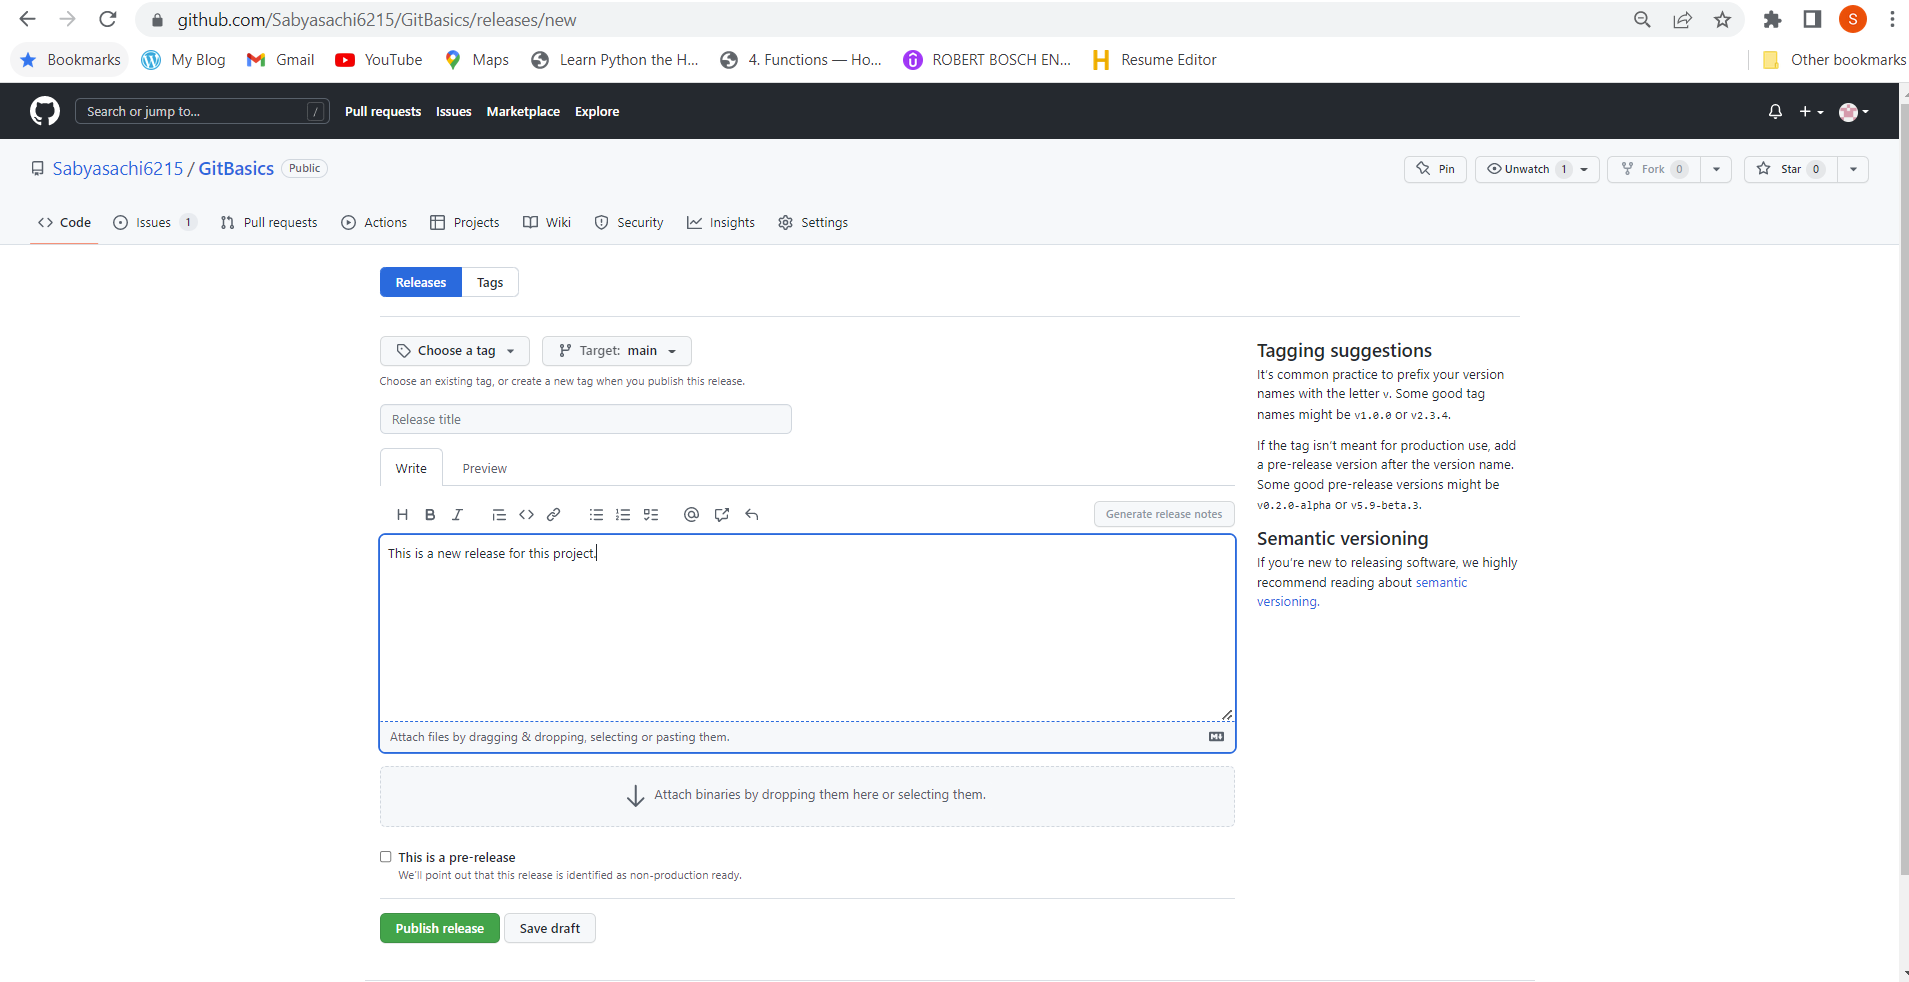 github.com/Sabyasachi6215/GitBasics/releases/new
S
Bookmarks My Blog Gmail YouTube Maps Learn Python the H... 4. Functions — Ho... ROBERT BOSCH EN... Resume Editor Other bookmarks
Search or jump to... / Pull requests Issues Marketplace Explore
Sabyasachi6215 / GitBasics Public Pin Unwatch 1 Fork 0 Star 0
Code Issues 1 Pull requests Actions Projects Wiki Security Insights Settings
Releases Tags
Choose a tag Target: main
Choose an existing tag, or create a new tag when you publish this release.
Release title
Write Preview
H B I Generate release notes
This is a new release for this project.
Attach files by dragging & dropping, selecting or pasting them.
Attach binaries by dropping them here or selecting them.
This is a pre-release
We'll point out that this release is identified as non-production ready.
Publish release Save draft
Tagging suggestions
It's common practice to prefix your version
names with the letter v. Some good tag
names might be v1.0.0 or v2.3.4.
If the tag isn't meant for production use, add
a pre-release version after the version name.
Some good pre-release versions might be
v0.2.0-alpha or v5.9-beta.3.
Semantic versioning
If you're new to releasing software, we highly
recommend reading about semantic
versioning.